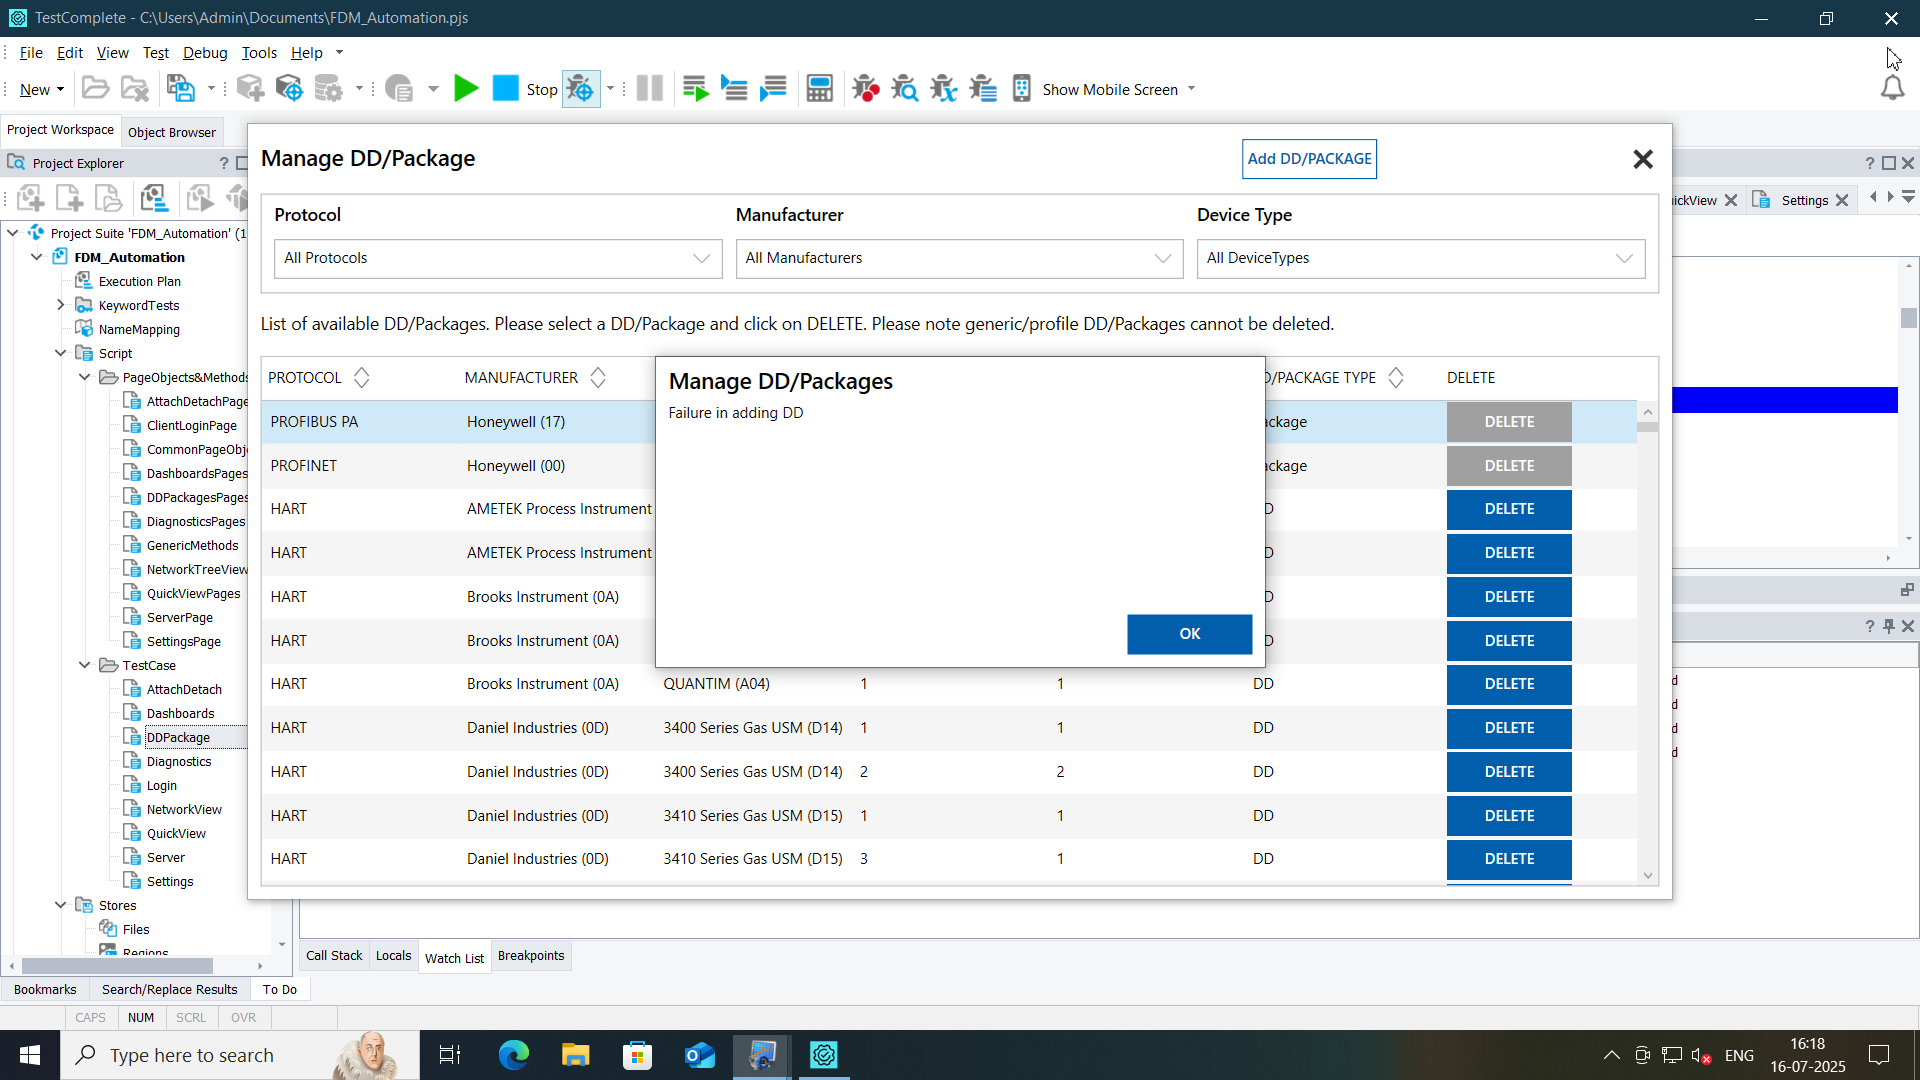 TestComplete - C:\Users\Admin\Documents\FDM_Automation.pjs
File Edit View Test Debug Tools Help
New Stop Show Mobile Screen
Project Workspace Object Browser
Project Explorer ?
Project Suite 'FDM_Automation' (1
FDM_Automation
Execution Plan
KeywordTests
NameMapping
Script
PageObjects&Methods
AttachDetachPage
ClientLoginPage
CommonPageObj
DashboardsPages
DDPackagesPages
DiagnosticsPages
GenericMethods
NetworkTreeView
QuickViewPages
ServerPage
SettingsPage
TestCase
AttachDetach
Dashboards
DDPackage
Diagnostics
Login
NetworkView
QuickView
Server
Settings
Stores
Files
Regions
Manage DD/Package
Add DD/PACKAGE
Protocol Manufacturer Device Type
All Protocols All Manufacturers All DeviceTypes
List of available DD/Packages. Please select a DD/Package and click on DELETE. Please note generic/profile DD/Packages cannot be deleted.
PROTOCOL MANUFACTURER D/PACKAGE TYPE DELETE
PROFIBUS PA Honeywell (17) ackage DELETE
PROFINET Honeywell (00) ackage DELETE
HART AMETEK Process Instrument D DELETE
HART AMETEK Process Instrument D DELETE
HART Brooks Instrument (0A) D DELETE
HART Brooks Instrument (0A) D DELETE
HART Brooks Instrument (0A) QUANTIM (A04) 1 1 DD DELETE
HART Daniel Industries (0D) 3400 Series Gas USM (D14) 1 1 DD DELETE
HART Daniel Industries (0D) 3400 Series Gas USM (D14) 2 2 DD DELETE
HART Daniel Industries (0D) 3410 Series Gas USM (D15) 1 1 DD DELETE
HART Daniel Industries (0D) 3410 Series Gas USM (D15) 3 1 DD DELETE
Manage DD/Packages
Failure in adding DD
OK
?
ickView Settings
?
d
d
d
d
Call Stack Locals Watch List Breakpoints
Bookmarks Search/Replace Results To Do
CAPS NUM SCRL OVR
Type here to search
ENG
16:18
16-07-2025